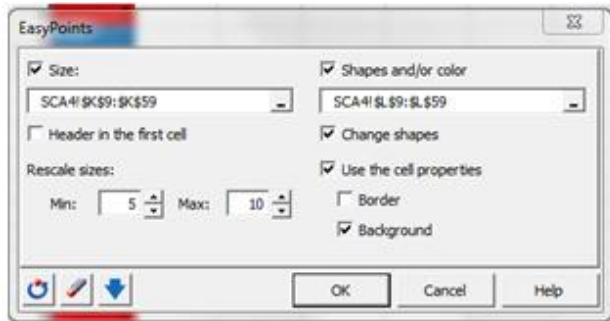 EasyPoints
Size:
Shapes and/or color
SCA4!$K$9:$K$59
SCA4!$L$9:$L$59
Header in the first cell
Change shapes
Rescale sizes:
Use the cell properties
Min: 5 Max: 10
Border
Background
OK Cancel Help